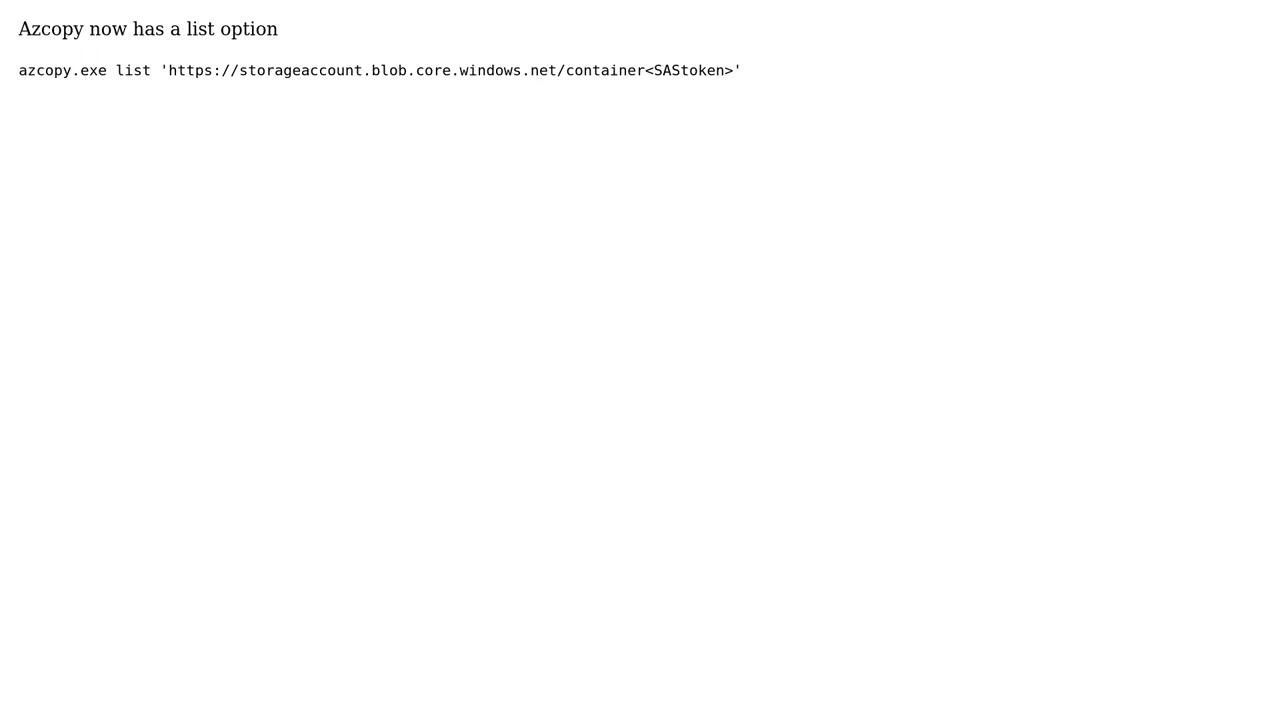 Azcopy now has a list option
azcopy.exe list 'https://storageaccount.blob.core.windows.net/container<SAStoken>'